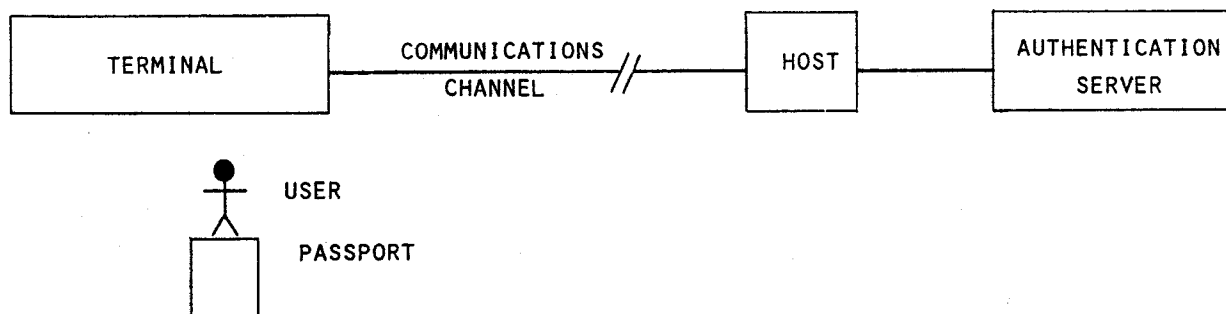 TERMINAL
COMMUNICATIONS
CHANNEL
HOST
AUTHENTICATION
SERVER
USER
PASSPORT